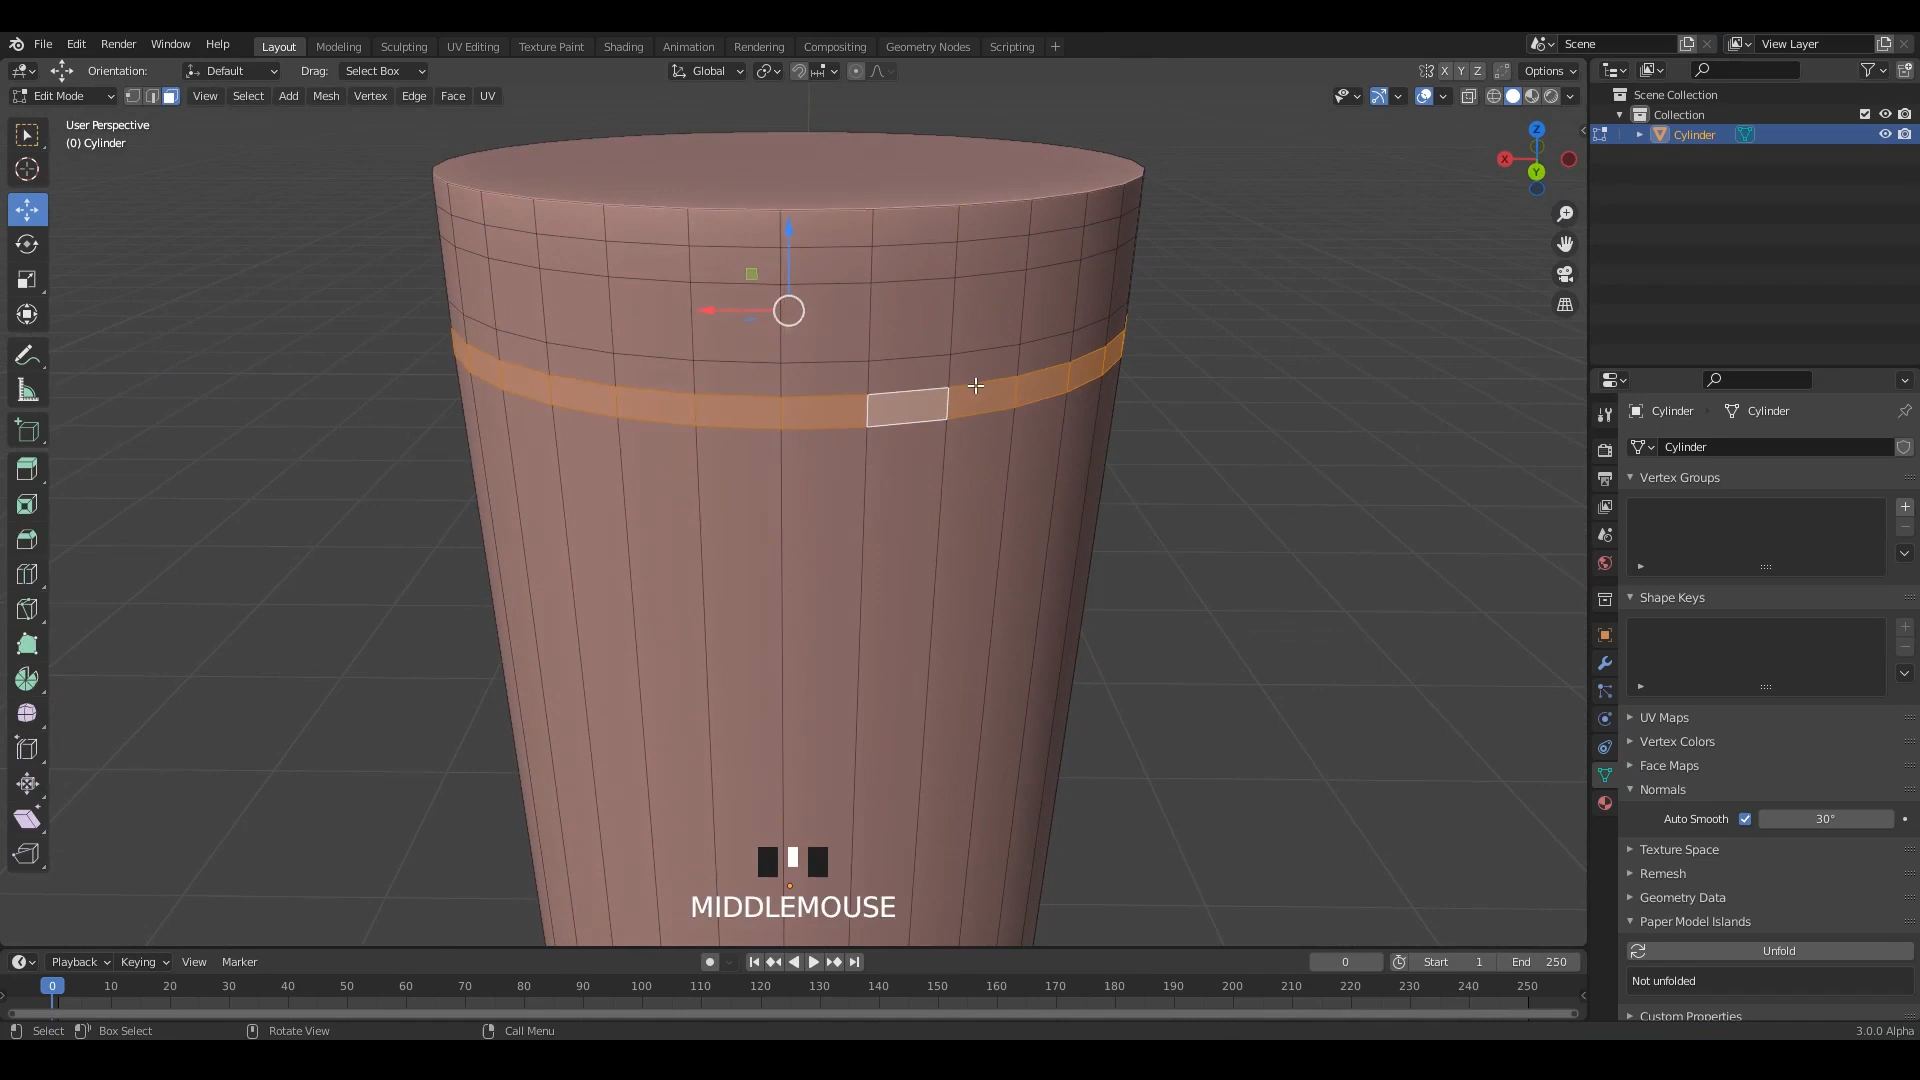 File Edit Render Window Help Layout Modeling Sculpting UV Editing Texture Paint Shading Animation Rendering Compositing Geometry Nodes Scripting + Scene View Layer
Orientation: Default Drag: Select Box Global X Y Z Options
Edit Mode View Select Add Mesh Vertex Edge Face UV
Scene Collection
Collection
Cylinder
User Perspective
(0) Cylinder
Z
X
Y
Cylinder Cylinder
Cylinder
Vertex Groups
Shape Keys
UV Maps
Vertex Colors
Face Maps
Normals
Auto Smooth 30°
Texture Space
Remesh
Geometry Data
Paper Model Islands
Unfold
Not unfolded
Custom Properties
MIDDLEMOUSE
Playback Keying View Marker 0 Start 1 End 250
0 10 20 30 40 50 60 70 80 90 100 110 120 130 140 150 160 170 180 190 200 210 220 230 240 250
Select Box Select Rotate View Call Menu 3.0.0 Alpha